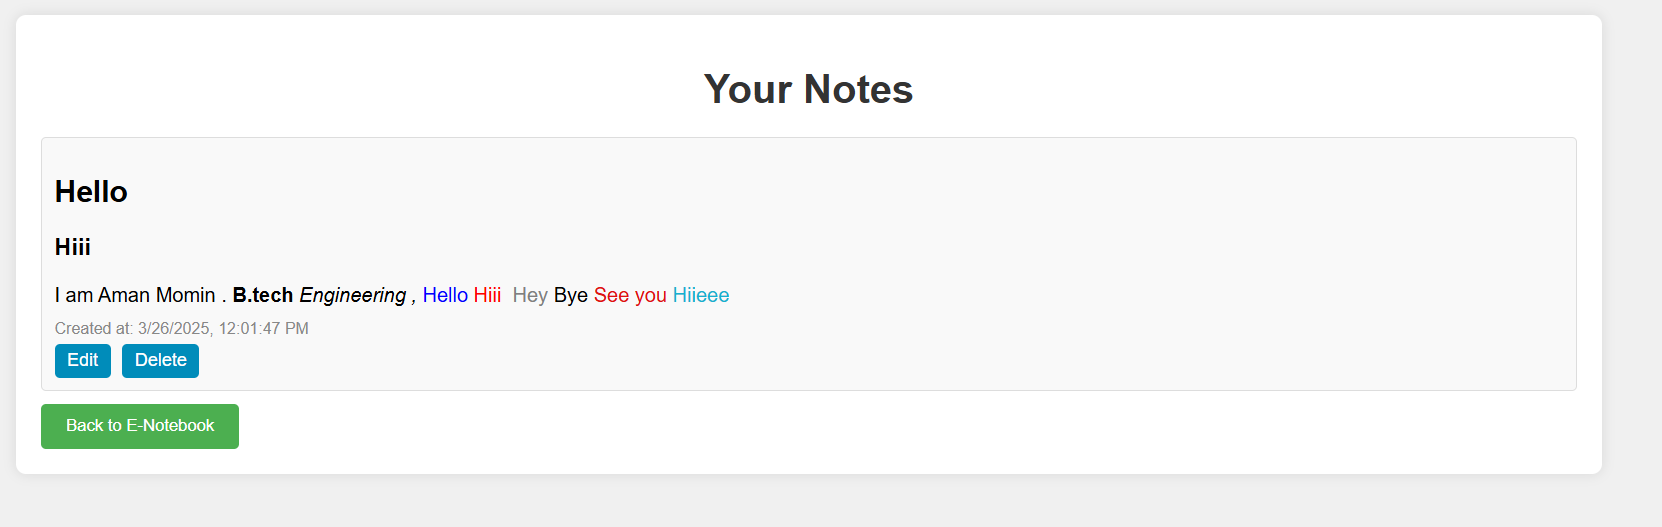 Your Notes
Hello
Hiii
I am Aman Momin . B.tech Engineering , Hello Hiii  Hey Bye See you Hiieee
Created at: 3/26/2025, 12:01:47 PM
Edit Delete
Back to E-Notebook